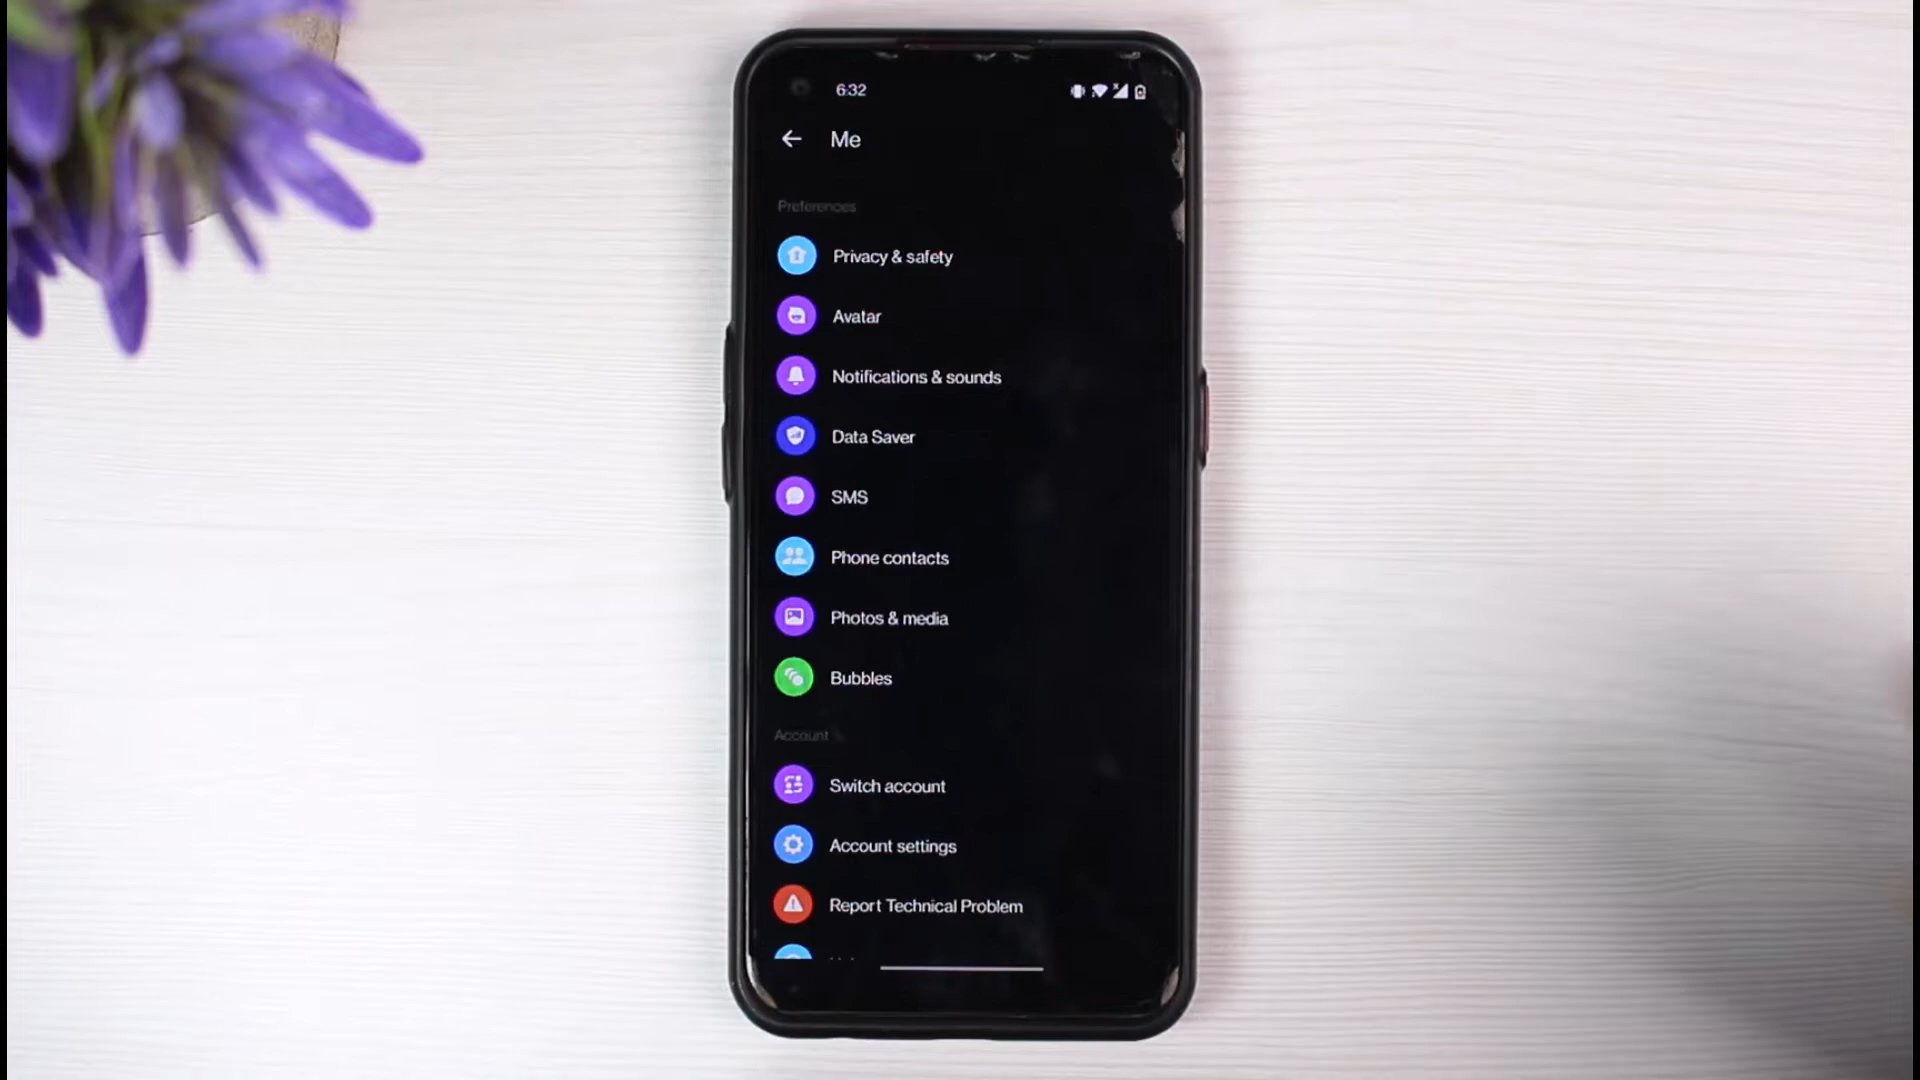 6:32
Me
Preferences
Privacy & safety
Avatar
Notifications & sounds
Data Saver
SMS
Phone contacts
Photos & media
Bubbles
Account
Switch account
Account settings
Report Technical Problem